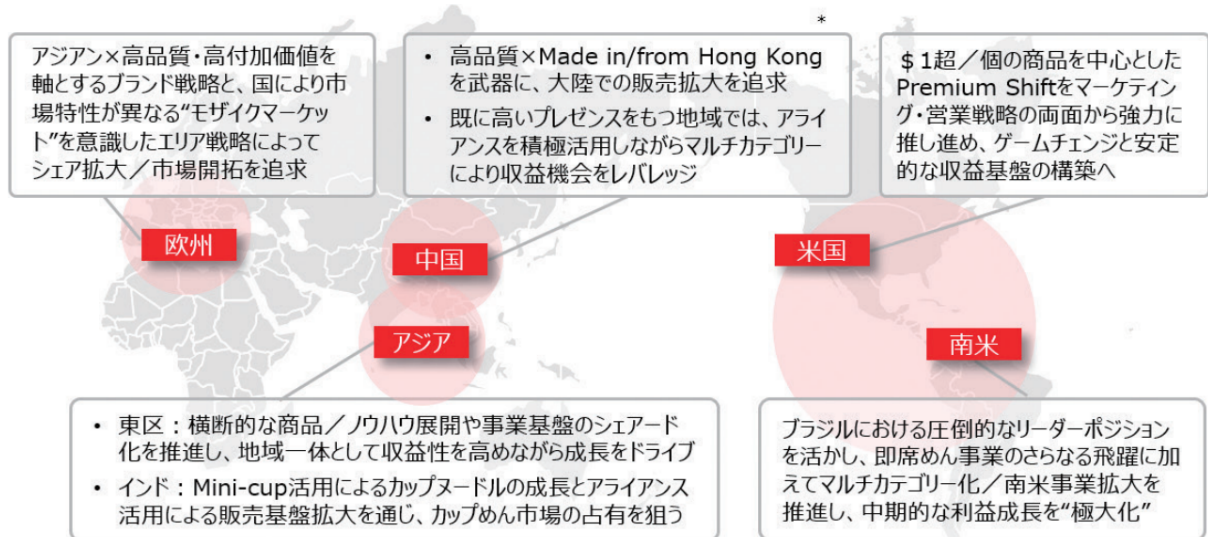 *
アジアン×高品質・高付加価値を
軸とするブランド戦略と、国により市
場特性が異なる“モザイクマーケッ
ト”を意識したエリア戦略によって
シェア拡大／市場開拓を追求
• 高品質×Made in/from Hong Kong
を武器に、大陸での販売拡大を追求
• 既に高いプレゼンスをもつ地域では、アライ
アンスを積極活用しながらマルチカテゴリー
により収益機会をレバレッジ
＄1超／個の商品を中心とした
Premium Shiftをマーケティン
グ・営業戦略の両面から強力に
推し進め、ゲームチェンジと安定
的な収益基盤の構築へ
欧州
中国
米国
アジア
南米
• 東区：横断的な商品／ノウハウ展開や事業基盤のシェアード
化を推進し、地域一体として収益性を高めながら成長をドライブ
• インド：Mini-cup活用によるカップヌードルの成長とアライアンス
活用による販売基盤拡大を通じ、カップめん市場の占有を狙う
ブラジルにおける圧倒的なリーダーポジション
を活かし、即席めん事業のさらなる飛躍に加
えてマルチカテゴリー化／南米事業拡大を
推進し、中期的な利益成長を“極大化”